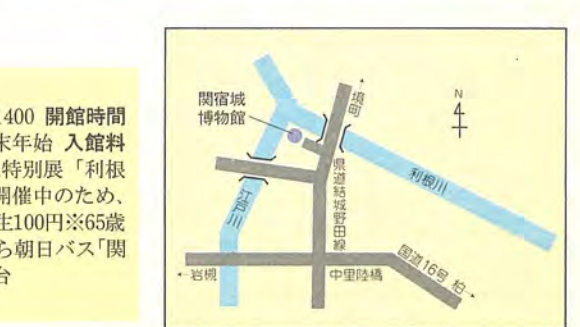 1400 開館時間
末年始 入館料
特別展「利根
開催中のため、
生100円※65歳
ら朝日バス「関
台
関宿城
博物館
境町
N
利根川
県道結城野田線
江戸川
国道16号 柏
岩槻
中里陸橋